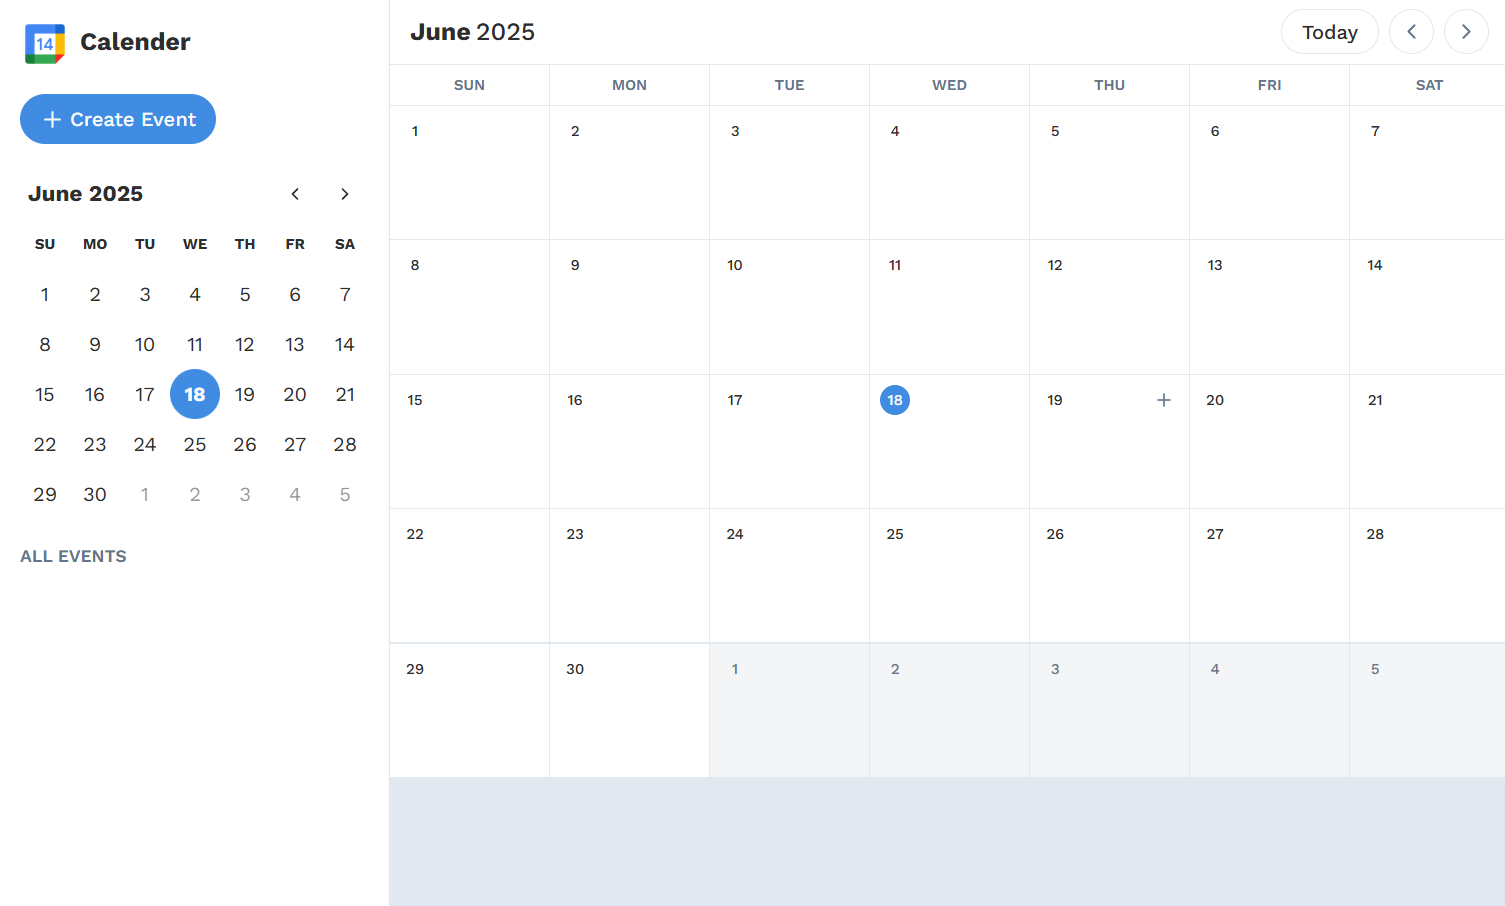 14 Calender
Create Event
June 2025
SU MO TU WE TH FR SA
1 2 3 4 5 6 7
8 9 10 11 12 13 14
15 16 17 18 19 20 21
22 23 24 25 26 27 28
29 30 1 2 3 4 5
ALL EVENTS
June 2025
Today
SUN MON TUE WED THU FRI SAT
1 2 3 4 5 6 7
8 9 10 11 12 13 14
15 16 17 18 19 20 21
22 23 24 25 26 27 28
29 30 1 2 3 4 5